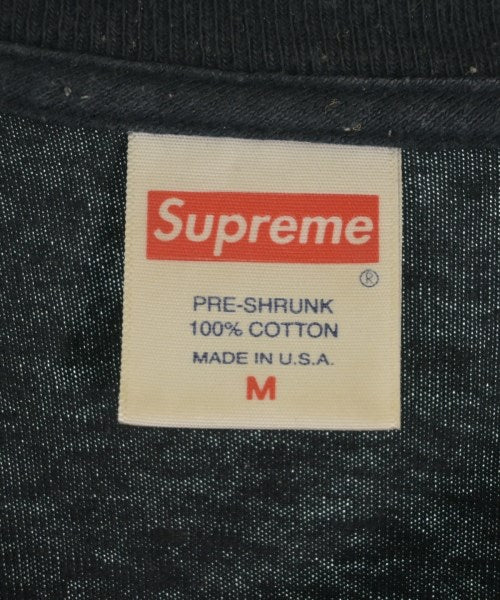 Supreme
®
PRE-SHRUNK
100% COTTON
MADE IN U.S.A.
M